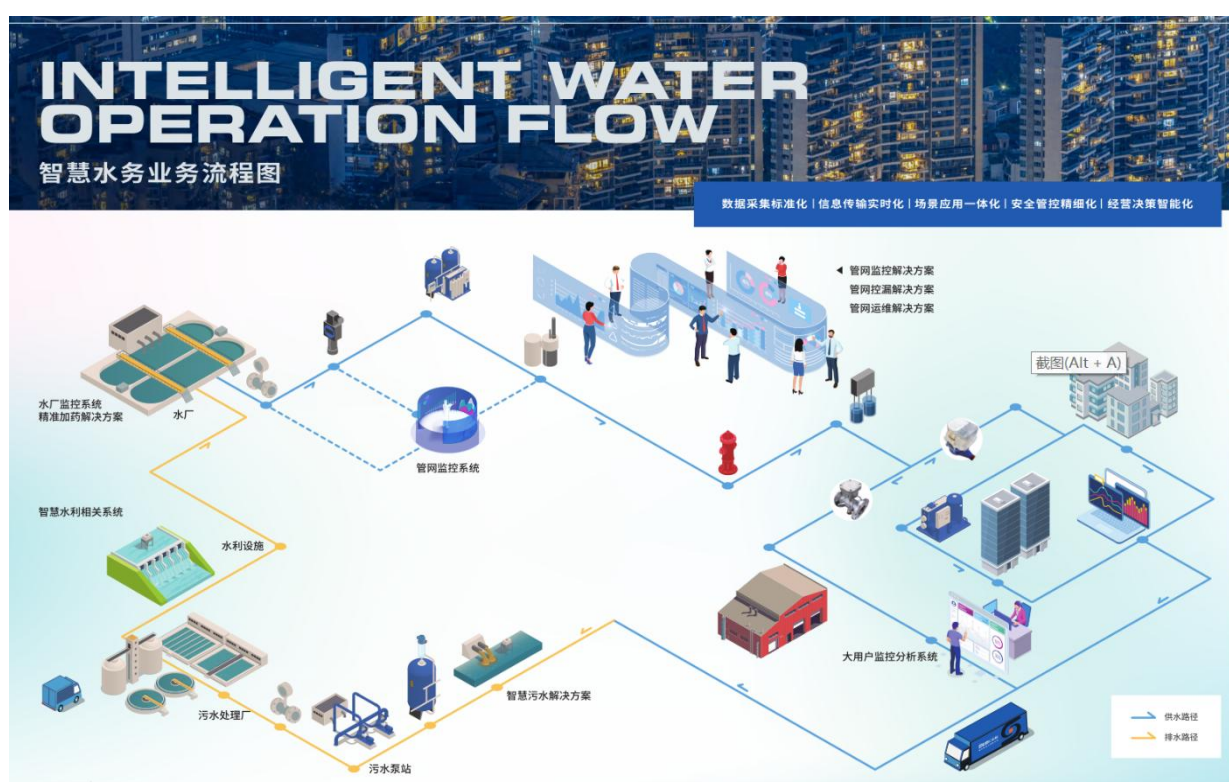 INTELLIGENT WATER
OPERATION FLOW
智慧水务业务流程图
数据采集标准化 | 信息传输实时化 | 场景应用一体化 | 安全管控精细化 | 经营决策智能化
管网监控解决方案
管网控漏解决方案
管网运维解决方案
截图(Alt + A)
水厂监控系统
精准加药解决方案
水厂
管网监控系统
智慧水利相关系统
水利设施
大用户监控分析系统
智慧污水解决方案
污水处理厂
污水泵站
供水路径
排水路径